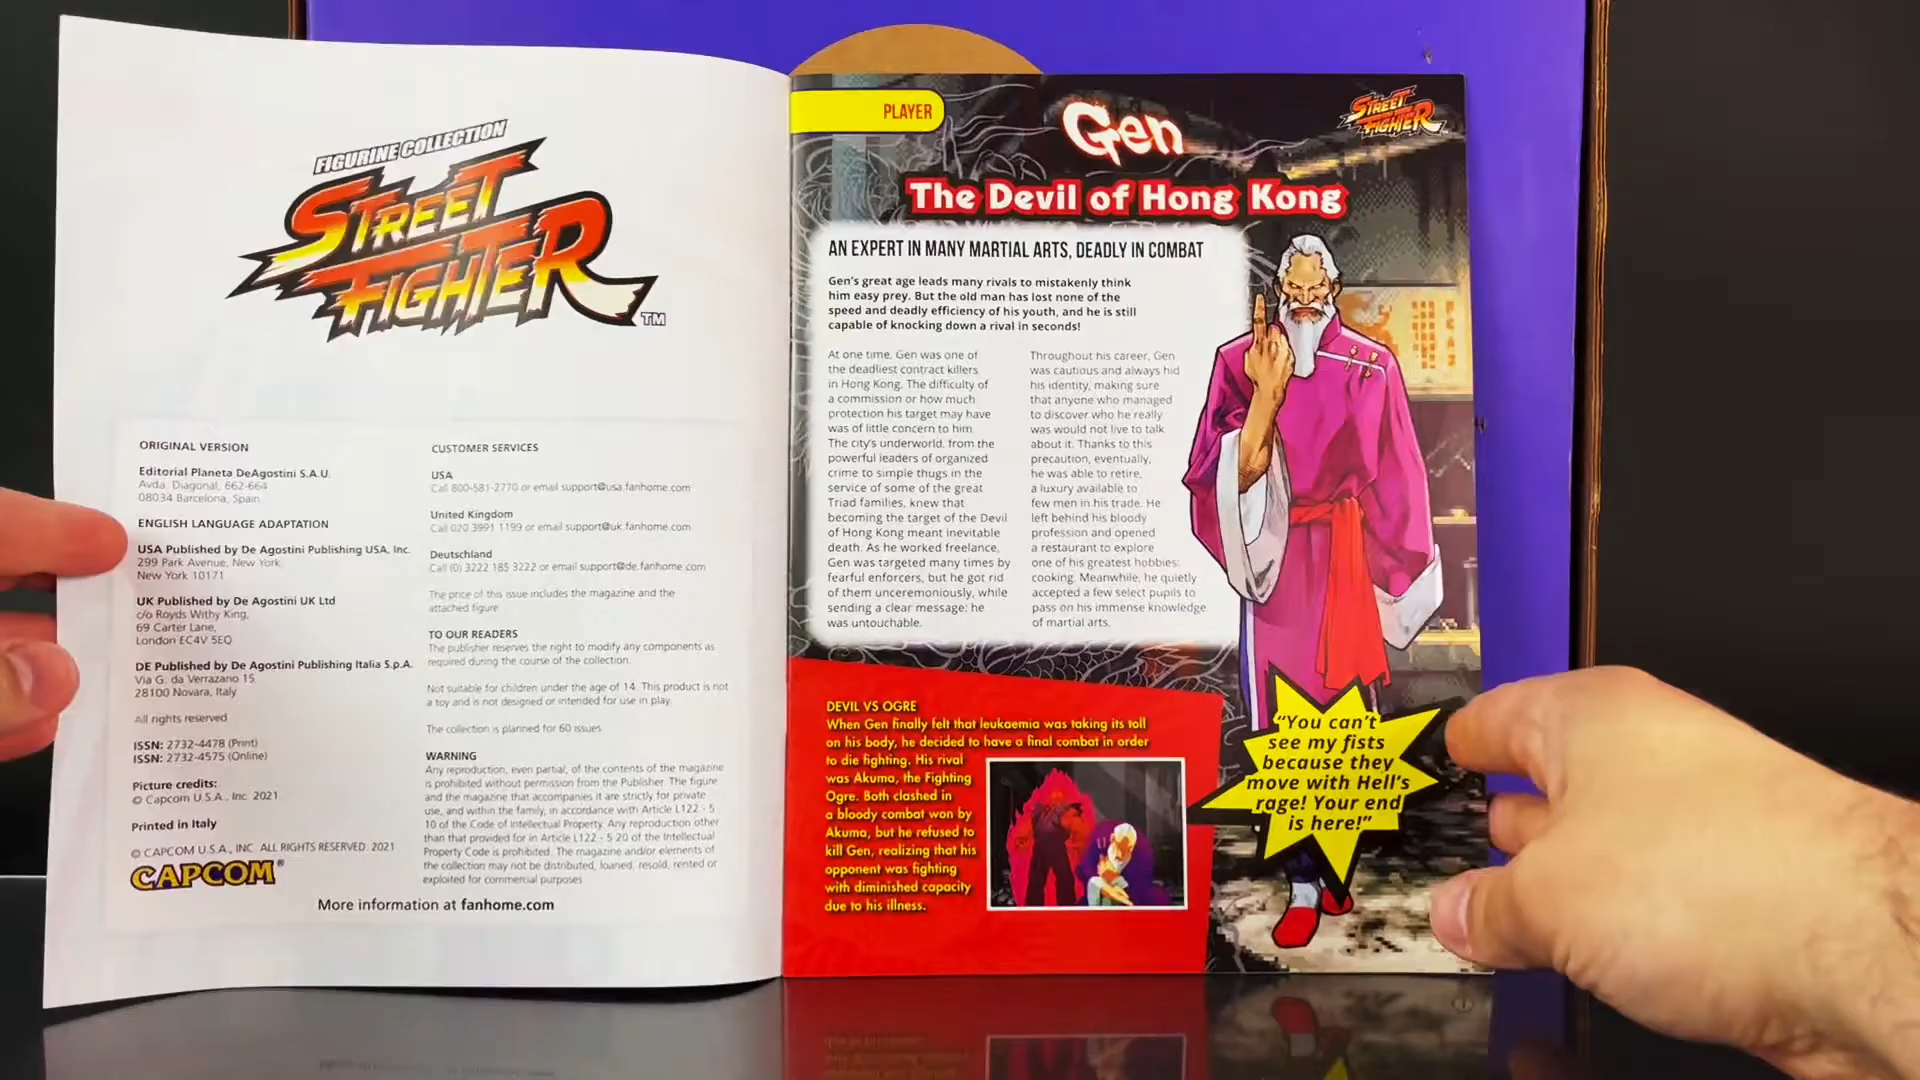 FIGURINE COLLECTION
STREET
FIGHTER
TM
ORIGINAL VERSION
Editorial Planeta DeAgostini S.A.U.
Avda. Diagonal, 662-664
08034 Barcelona, Spain
ENGLISH LANGUAGE ADAPTATION
USA Published by De Agostini Publishing USA, Inc.
299 Park Avenue, New York
New York 10171
UK Published by De Agostini UK Ltd
c/o Royds Withy King,
69 Carter Lane,
London EC4V 5EQ
DE Published by De Agostini Publishing Italia S.p.A.
Via G. da Verrazano 15
28100 Novara, Italy
All rights reserved
ISSN: 2732-4478 (Print)
ISSN: 2732-4575 (Online)
Picture credits:
© Capcom U.S.A., Inc. 2021
Printed in Italy
© CAPCOM U.S.A., INC. ALL RIGHTS RESERVED. 2021
CAPCOM®
CUSTOMER SERVICES
USA
Call 800-581-2770 or email support@usa.fanhome.com
United Kingdom
Call 020 3991 1199 or email support@uk.fanhome.com
Deutschland
Call (0) 3222 185 3222 or email support@de.fanhome.com
The price of this issue includes the magazine and the
attached figure
TO OUR READERS
The publisher reserves the right to modify any components as
required during the course of the collection.
Not suitable for children under the age of 14. This product is not
a toy and is not designed or intended for use in play.
The collection is planned for 60 issues
WARNING
Any reproduction, even partial, of the contents of the magazine
is prohibited without permission from the Publisher. The figure
and the magazine that accompanies it are strictly for private
use, and within the family, in accordance with Article L122 - 5
10 of the Code of Intellectual Property. Any reproduction other
than that provided for in Article L122 - 5 20 of the Intellectual
Property Code is prohibited. The magazine and/or elements of
the collection may not be distributed, loaned, resold, rented or
exploited for commercial purposes
More information at fanhome.com
PLAYER
Gen
STREET
FIGHTER
The Devil of Hong Kong
AN EXPERT IN MANY MARTIAL ARTS, DEADLY IN COMBAT
Gen's great age leads many rivals to mistakenly think
him easy prey. But the old man has lost none of the
speed and deadly efficiency of his youth, and he is still
capable of knocking down a rival in seconds!
At one time, Gen was one of
the deadliest contract killers
in Hong Kong. The difficulty of
a commission or how much
protection his target may have
was of little concern to him.
The city's underworld, from the
powerful leaders of organized
crime to simple thugs in the
service of some of the great
Triad families, knew that
becoming the target of the Devil
of Hong Kong meant inevitable
death. As he worked freelance,
Gen was targeted many times by
fearful enforcers, but he got rid
of them unceremoniously, while
sending a clear message: he
was untouchable.
Throughout his career, Gen
was cautious and always hid
his identity, making sure
that anyone who managed
to discover who he really
was would not live to talk
about it. Thanks to this
precaution, eventually,
he was able to retire,
a luxury available to
few men in his trade. He
left behind his bloody
profession and opened
a restaurant to explore
one of his greatest hobbies:
cooking. Meanwhile, he quietly
accepted a few select pupils to
pass on his immense knowledge
of martial arts.
DEVIL VS OGRE
When Gen finally felt that leukaemia was taking its toll
on his body, he decided to have a final combat in order
to die fighting. His rival
was Akuma, the Fighting
Ogre. Both clashed in
a bloody combat won by
Akuma, but he refused to
kill Gen, realizing that his
opponent was fighting
with diminished capacity
due to his illness.
"You can't
see my fists
because they
move with Hell's
rage! Your end
is here!"